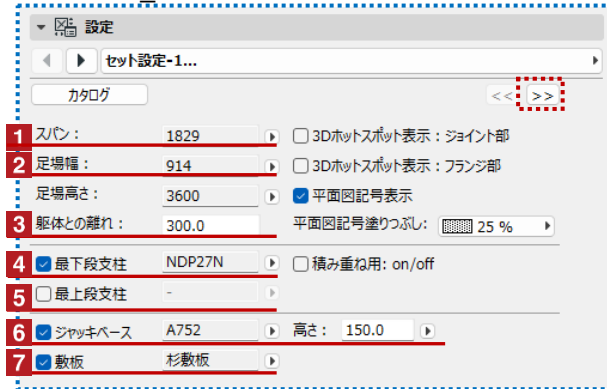 設定
セット設定-1...
カタログ << >>
1 スパン： 1829 3Dホットスポット表示：ジョイント部
2 足場幅： 914 3Dホットスポット表示：フランジ部
足場高さ： 3600 平面図記号表示
3 躯体との離れ： 300.0 平面図記号塗りつぶし： 25 %
4 最下段支柱 NDP27N 積み重ね用: on/off
5 最上段支柱 -
6 ジャッキベース A752 高さ： 150.0
7 敷板 杉敷板